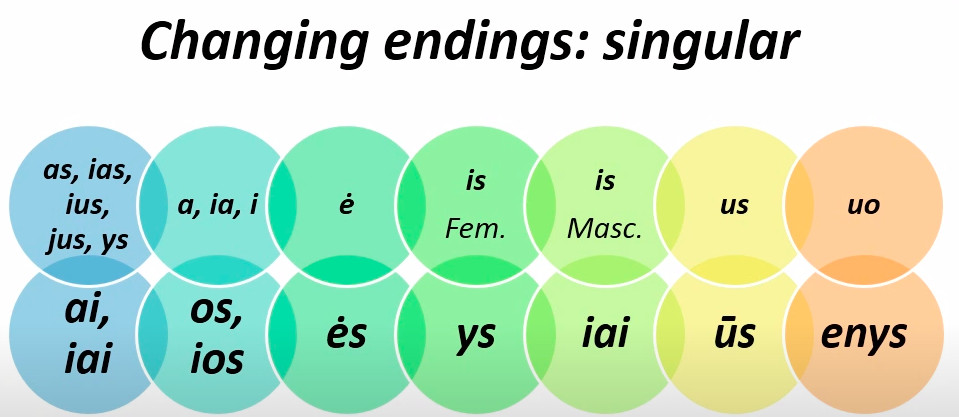 Changing endings: singular
as, ias,
ius,
jus, ys
a, ia, i
ė
is
Fem.
is
Masc.
us
uo
ai,
iai
os,
ios
ės
ys
iai
ūs
enys